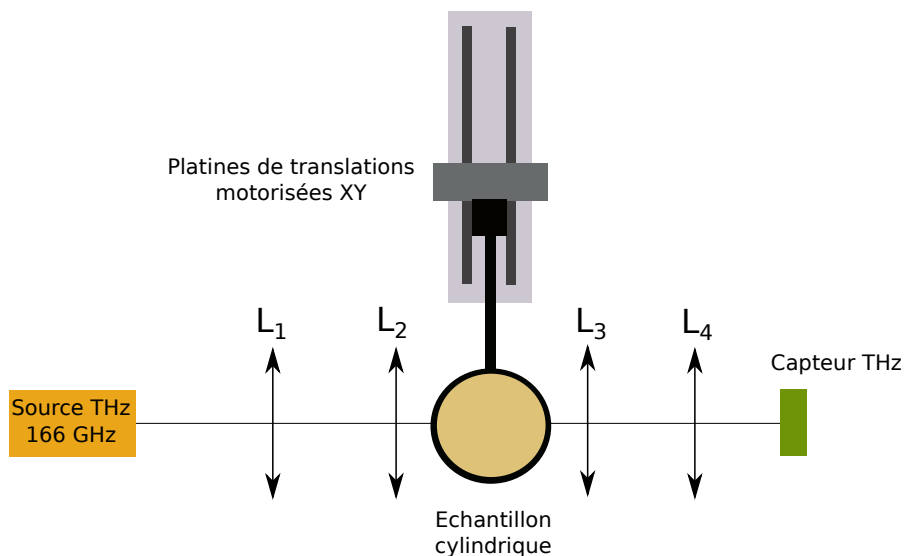 Platines de translations
motorisées XY
L1
L2
L3
L4
Capteur THz
Source THz
166 GHz
Echantillon
cylindrique